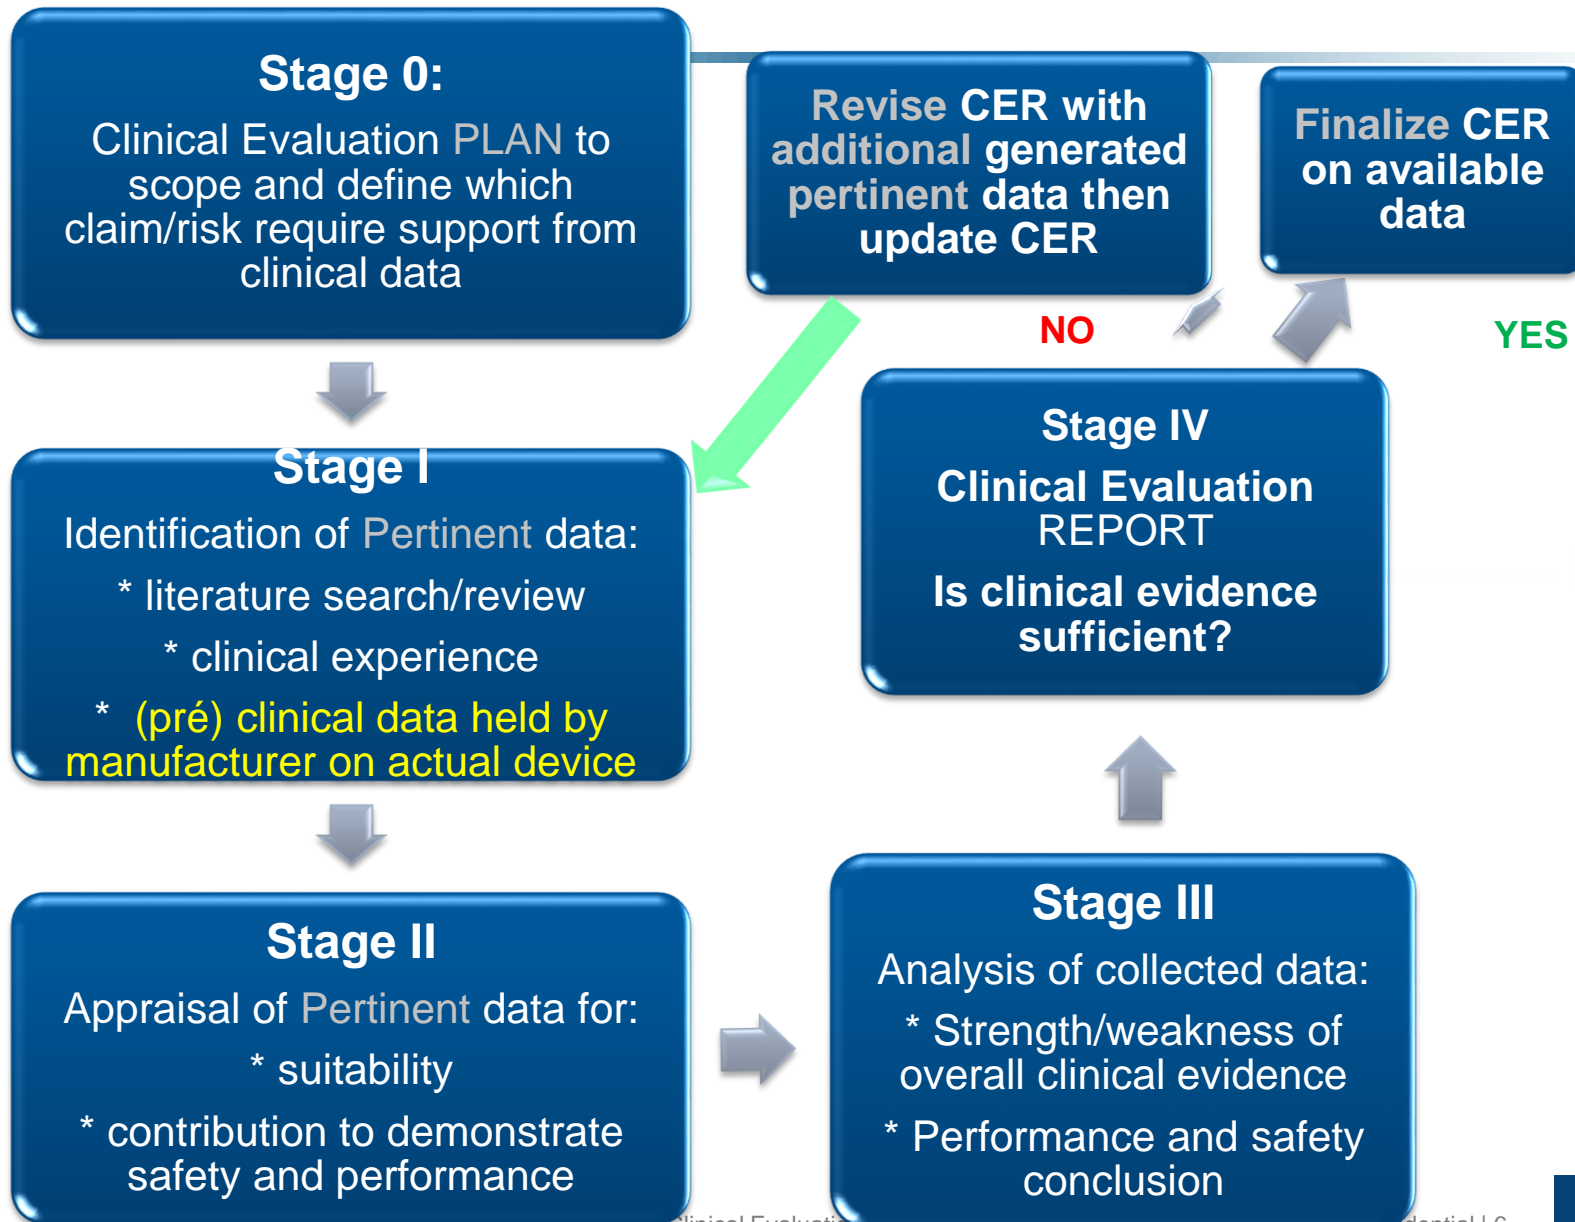 Stage 0:
Clinical Evaluation PLAN to
scope and define which
claim/risk require support from
clinical data
Revise CER with
additional generated
pertinent data then
update CER
Finalize CER
on available
data
NO
YES
Stage I
Identification of Pertinent data:
* literature search/review
* clinical experience
* (pré) clinical data held by
manufacturer on actual device
Stage IV
Clinical Evaluation
REPORT
Is clinical evidence
sufficient?
Stage II
Appraisal of Pertinent data for:
* suitability
* contribution to demonstrate
safety and performance
Stage III
Analysis of collected data:
* Strength/weakness of
overall clinical evidence
* Performance and safety
conclusion